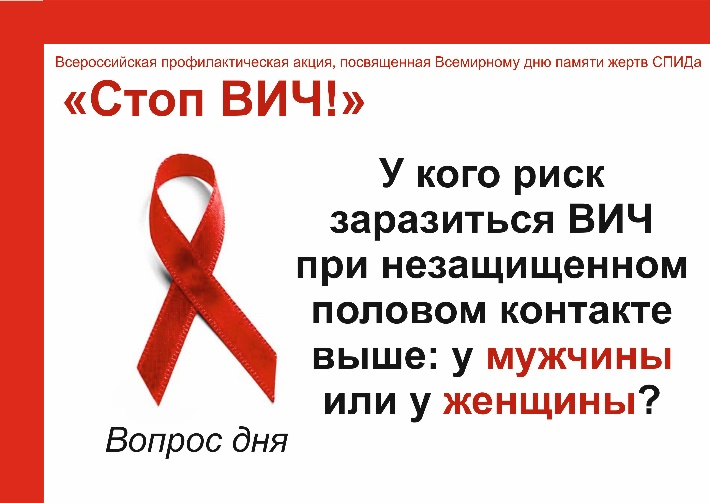 Всероссийская профилактическая акция, посвященная Всемирному дню памяти жертв СПИДа
«Стоп ВИЧ!»
У кого риск
заразиться ВИЧ
при незащищенном
половом контакте
выше: у мужчины
или у женщины?
Вопрос дня